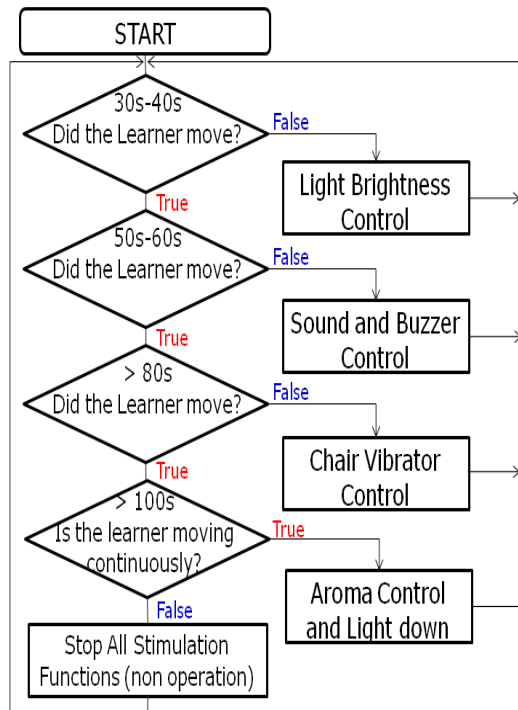 START
30s-40s
Did the Learner move?
False
Light Brightness
Control
True
50s-60s
Did the Learner move?
False
Sound and Buzzer
Control
True
> 80s
Did the Learner move?
False
Chair Vibrator
Control
True
> 100s
Is the learner moving
continuously?
True
Aroma Control
and Light down
False
Stop All Stimulation
Functions (non operation)